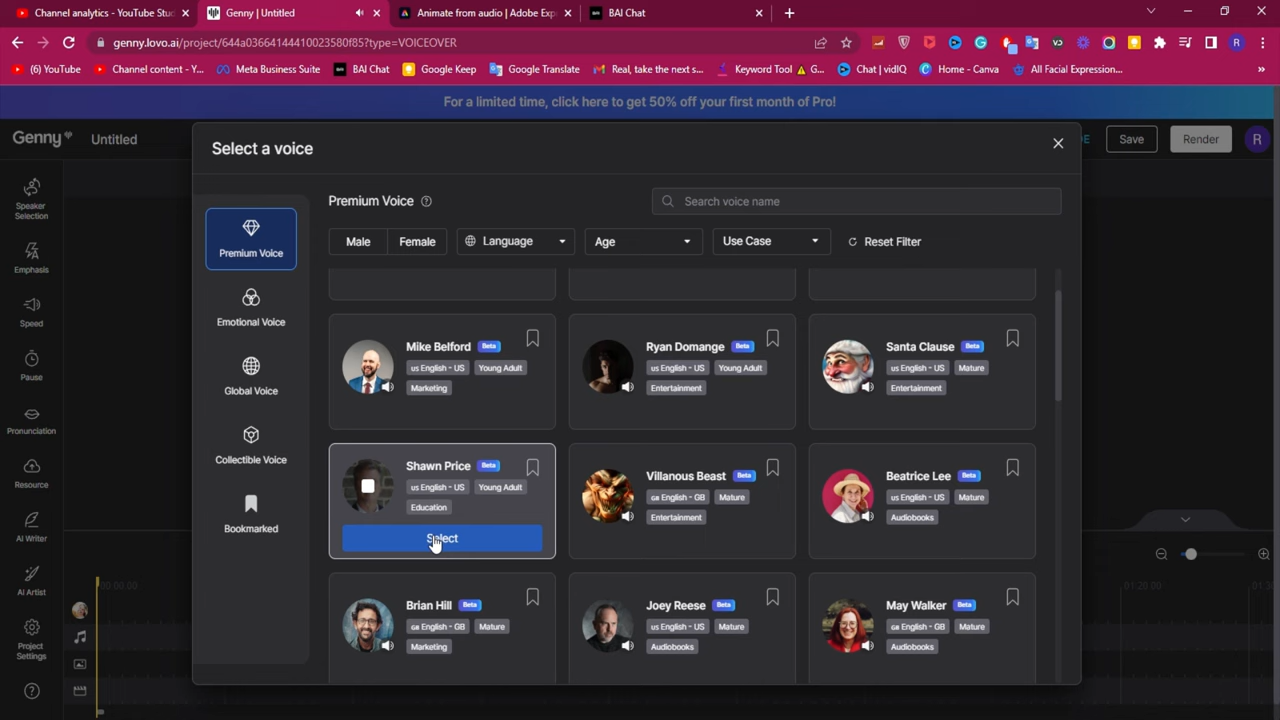 Channel analytics - YouTube Stu
Genny | Untitled
Animate from audio | Adobe Exp
BAI Chat
genny.lovo.ai/project/644a03664144410023580f85?type=VOICEOVER
R
(6) YouTube
Channel content - Y...
Meta Business Suite
BAI Chat
Google Keep
Google Translate
Real, take the next s...
Keyword Tool
G...
Chat | vidIQ
Home - Canva
All Facial Expression...
For a limited time, click here to get 50% off your first month of Pro!
Genny
Untitled
DE
Save
Render
R
Speaker
Selection
Emphasis
Speed
Pause
Pronunciation
Resource
AI Writer
AI Artist
Project
Settings
Select a voice
Premium Voice
Emotional Voice
Global Voice
Collectible Voice
Bookmarked
Premium Voice
Search voice name
Male
Female
Language
Age
Use Case
Reset Filter
Mike Belford Beta
us English - US
Young Adult
Marketing
Ryan Domange Beta
us English - US
Young Adult
Entertainment
Santa Clause Beta
us English - US
Mature
Entertainment
Shawn Price Beta
us English - US
Young Adult
Education
Select
Villanous Beast Beta
GB English - GB
Mature
Entertainment
Beatrice Lee Beta
us English - US
Mature
Audiobooks
Brian Hill Beta
GB English - GB
Mature
Marketing
Joey Reese Beta
us English - US
Mature
Audiobooks
May Walker Beta
GB English - GB
Mature
Audiobooks
00:00:00
01:20:00